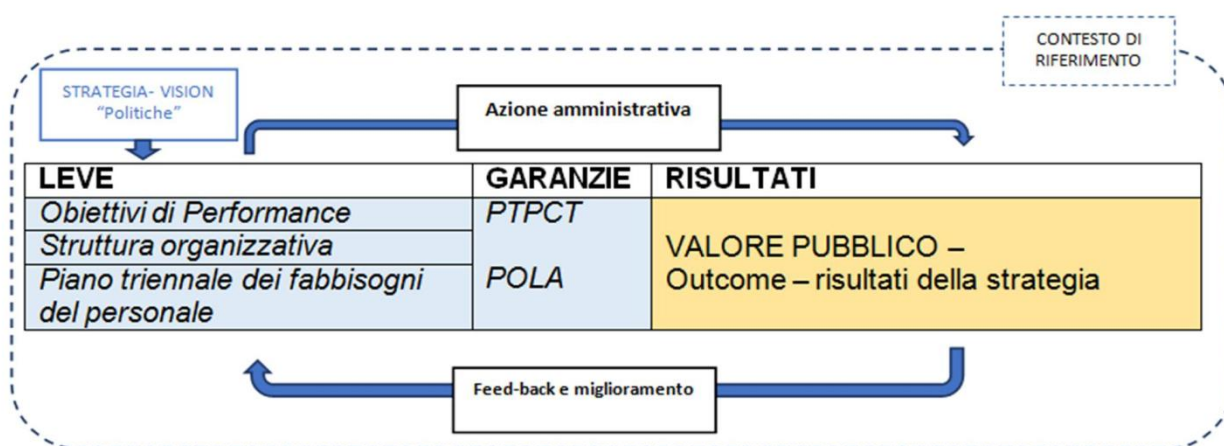 CONTESTO DI
RIFERIMENTO
STRATEGIA- VISION
“Politiche”
Azione amministrativa
LEVE
GARANZIE
RISULTATI
Obiettivi di Performance
PTPCT
Struttura organizzativa
VALORE PUBBLICO –
Piano triennale dei fabbisogni
del personale
POLA
Outcome – risultati della strategia
Feed-back e miglioramento